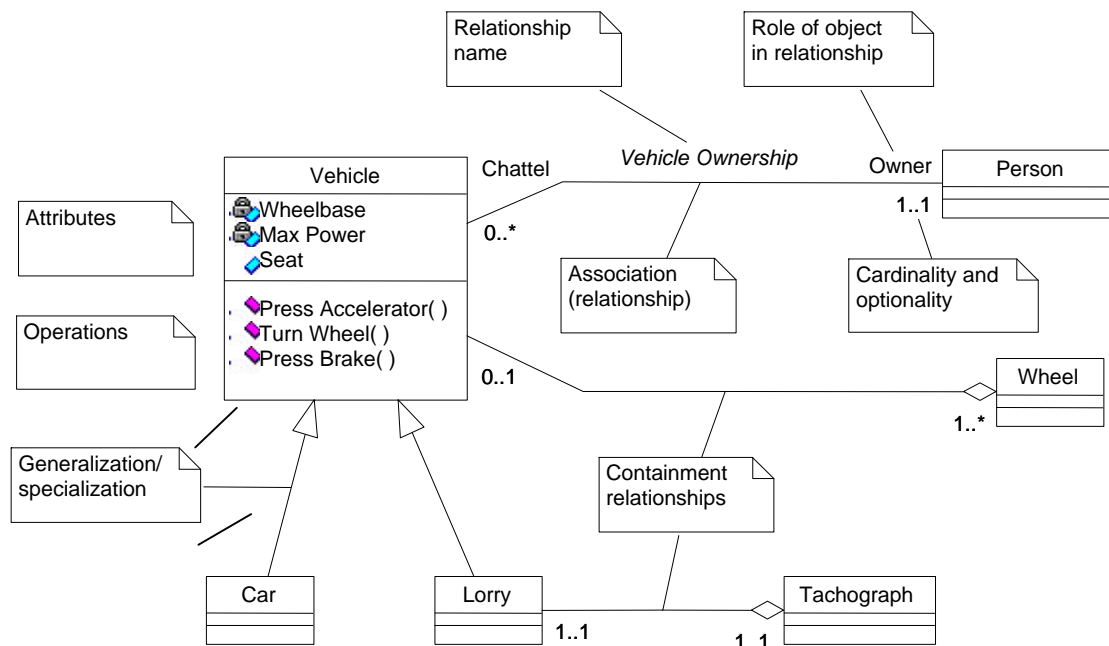 Relationship
name
Role of object
in relationship
Vehicle
Chattel
Vehicle Ownership
Owner
Person
Attributes
Wheelbase
Max Power
Seat
0..*
1..1
Association
(relationship)
Cardinality and
optionality
Operations
Press Accelerator( )
Turn Wheel( )
Press Brake( )
0..1
Wheel
1..*
Generalization/
specialization
Containment
relationships
Car
Lorry
Tachograph
1..1
1..1